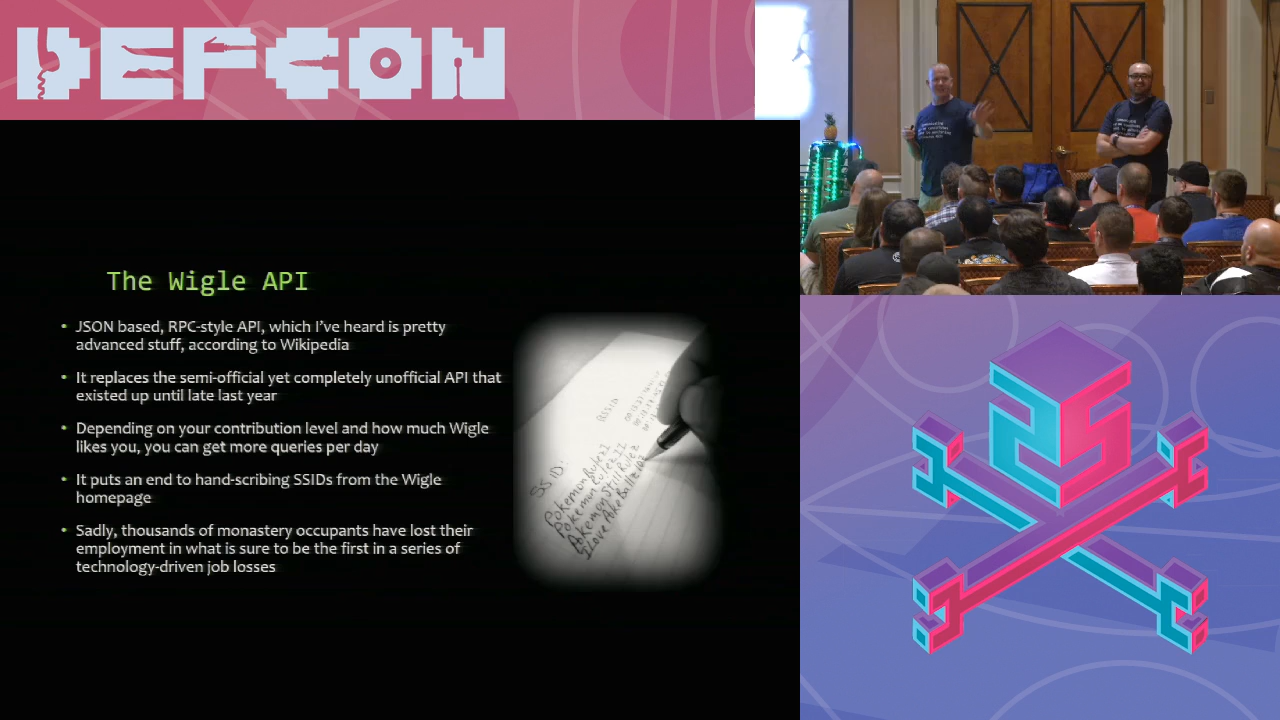 DEFCON
The Wigle API
• JSON based, RPC-style API, which I've heard is pretty
advanced stuff, according to Wikipedia
• It replaces the semi-official yet completely unofficial API that
existed up until late last year
• Depending on your contribution level and how much Wigle
likes you, you can get more queries per day
• It puts an end to hand-scribing SSIDs from the Wigle
homepage
• Sadly, thousands of monastery occupants have lost their
employment in what is sure to be the first in a series of
technology-driven job losses
BSSID
SSID:
25